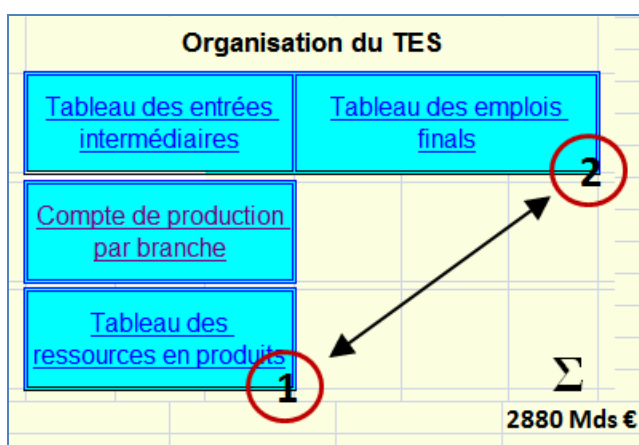 Organisation du TES
Tableau des entrées
intermédiaires
Tableau des emplois
finals
2
Compte de production
par branche
Tableau des
ressources en produits
1
Σ
2880 Mds €